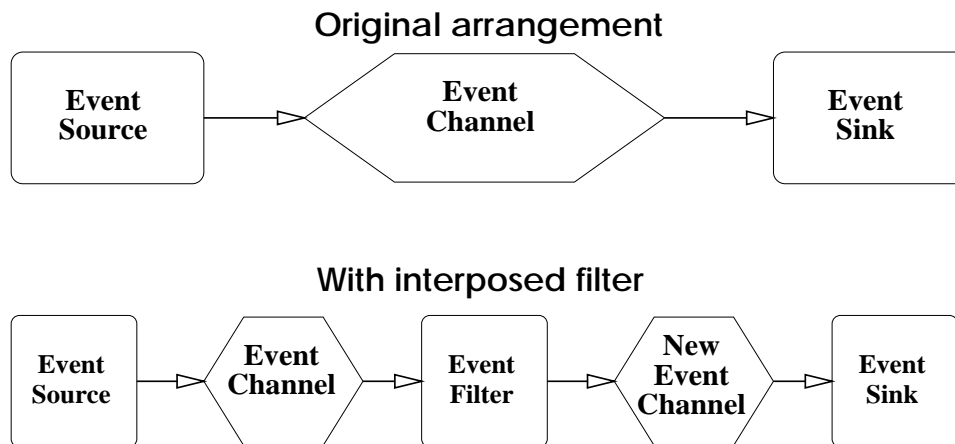 Original arrangement
Event
Source
Event
Channel
Event
Sink
With interposed filter
Event
Source
Event
Channel
Event
Filter
New
Event
Channel
Event
Sink